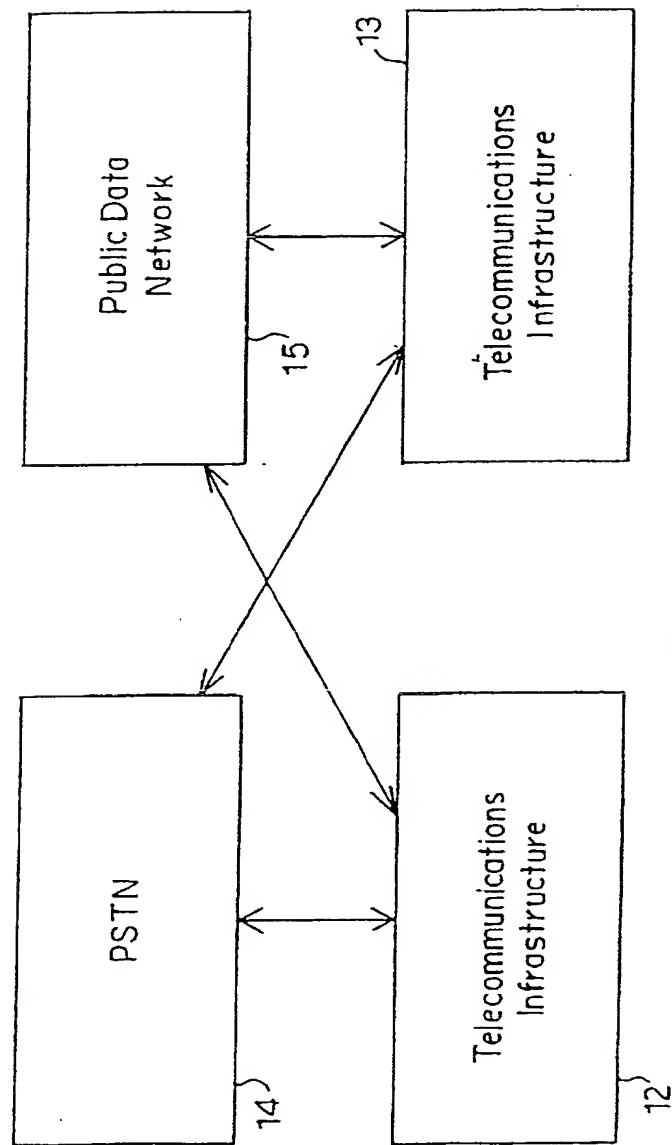 PSTN
14
Public Data
Network
15
Telecommunications
Infrastructure
12
Telecommunications
Infrastructure
13